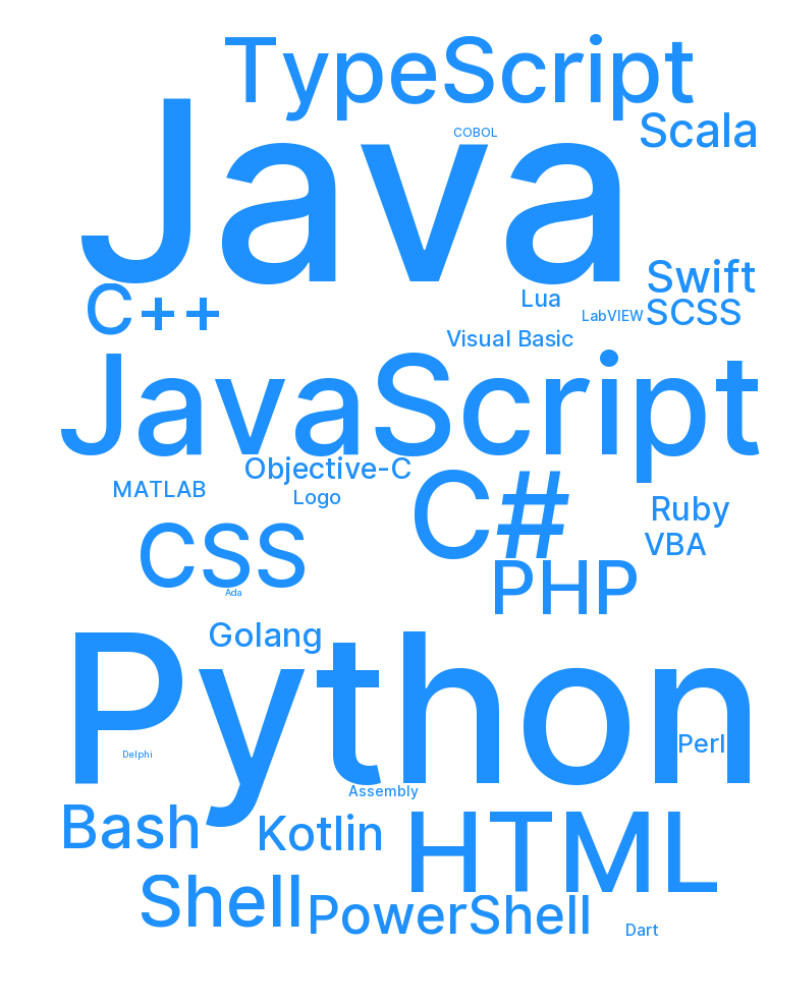 TypeScript
Scala
COBOL
Java
Swift
Lua
C++
LabVIEW
SCSS
Visual Basic
JavaScript
Objective-C
MATLAB
Logo
C#
Ruby
VBA
CSS
PHP
Ada
Golang
Python
Perl
Delphi
Assembly
Bash
Kotlin
HTML
Shell
PowerShell
Dart